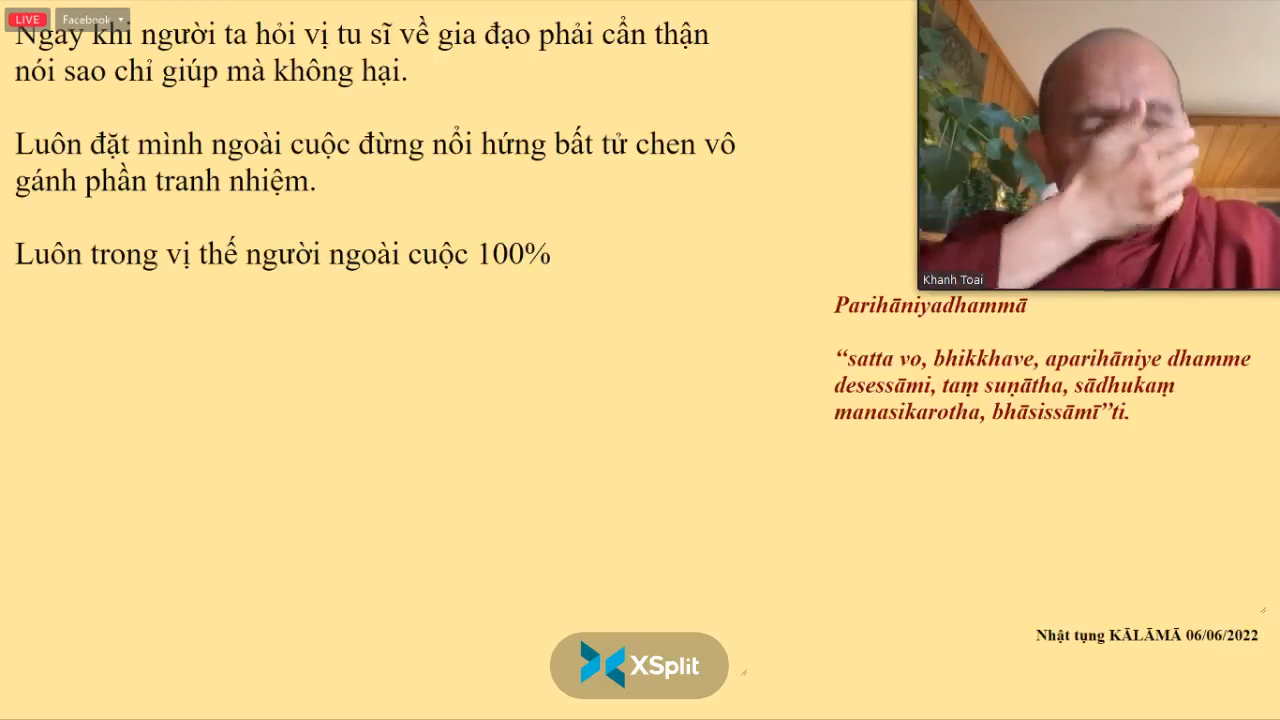 LIVE
Facebook
Ngay khi người ta hỏi vị tu sĩ về gia đạo phải cẩn thận
nói sao chỉ giúp mà không hại.
Luôn đặt mình ngoài cuộc đừng nổi hứng bất tử chen vô
gánh phần tranh nhiệm.
Luôn trong vị thế người ngoài cuộc 100%
Khanh Toai
Parihāniyadhammā
“satta vo, bhikkhave, aparihāniye dhamme
desessāmi, taṃ suṇātha, sādhukaṃ
manasikarotha, bhāsissāmī”ti.
Nhật tụng KĀLĀMĀ 06/06/2022
XSplit